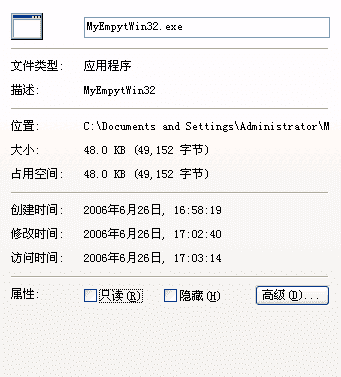 MyEmpytWin32.exe
文件类型: 应用程序
描述: MyEmpytWin32
位置: C:\Documents and Settings\Administrator\M
大小: 48.0 KB (49,152 字节)
占用空间: 48.0 KB (49,152 字节)
创建时间: 2006年6月26日, 16:58:19
修改时间: 2006年6月26日, 17:02:40
访问时间: 2006年6月26日, 17:03:14
属性: 只读(R) 隐藏(H) 高级(D)...